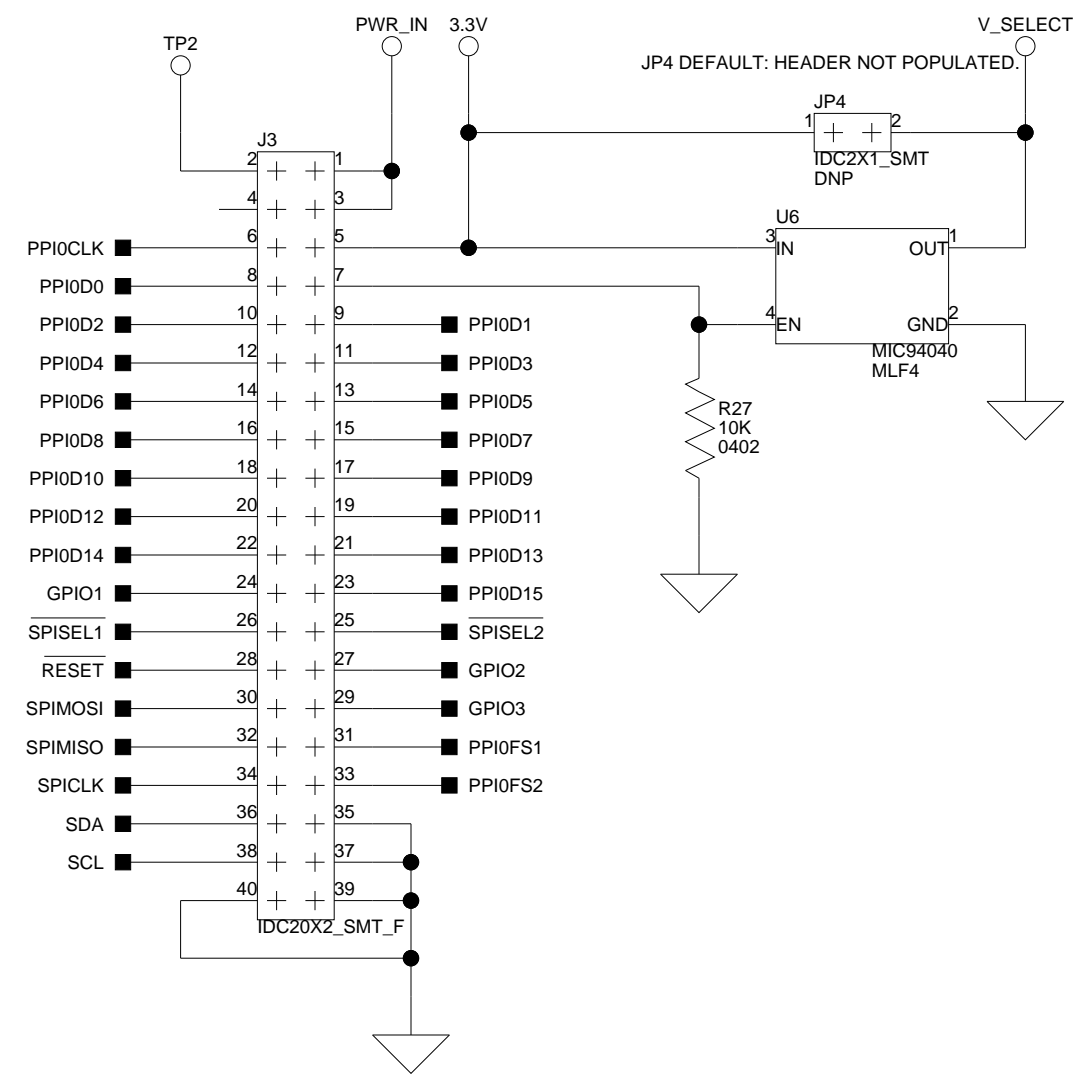 PWR_IN 3.3V V_SELECT
TP2
JP4 DEFAULT: HEADER NOT POPULATED.
JP4
1 2
IDC2X1_SMT
DNP
J3
2 1
4 3
U6
PPI0CLK 6 5 3 IN OUT 1
PPI0D0 8 7
PPI0D2 10 9 PPI0D1 4 EN GND 2
MIC94040
MLF4
PPI0D4 12 11 PPI0D3
PPI0D6 14 13 PPI0D5
R27
10K
0402
PPI0D8 16 15 PPI0D7
PPI0D10 18 17 PPI0D9
PPI0D12 20 19 PPI0D11
PPI0D14 22 21 PPI0D13
GPIO1 24 23 PPI0D15
SPISEL1 26 25 SPISEL2
RESET 28 27 GPIO2
SPIMOSI 30 29 GPIO3
SPIMISO 32 31 PPI0FS1
SPICLK 34 33 PPI0FS2
SDA 36 35
SCL 38 37
40 39
IDC20X2_SMT_F